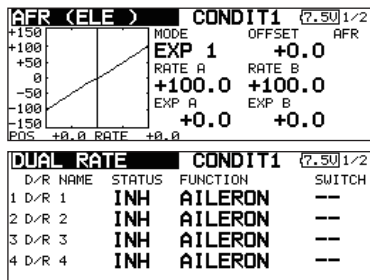 AFR (ELE ) CONDIT1 7.5V 1/2
MODE OFFSET AFR
EXP 1 +0.0
RATE A RATE B
+100.0 +100.0
EXP A EXP B
+0.0 +0.0
+150
+100
+50
0
-50
-100
-150
POS +0.0 RATE +0.0
DUAL RATE CONDIT1 7.5V 1/2
D/R NAME STATUS FUNCTION SWITCH
1 D/R 1 INH AILERON --
2 D/R 2 INH AILERON --
3 D/R 3 INH AILERON --
4 D/R 4 INH AILERON --